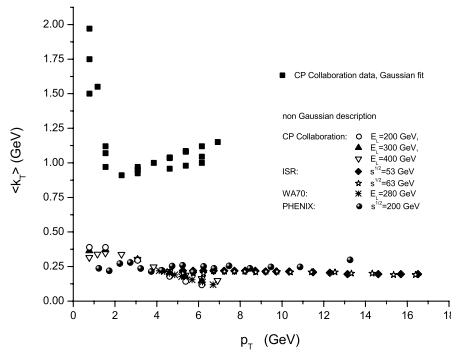 2.00
1.75
1.50
1.25
1.00
0.75
0.50
0.25
0.00
<k_T> (GeV)
CP Collaboration data, Gaussian fit
non Gaussian description
CP Collaboration: E_L=200 GeV,
E_L=300 GeV,
E_L=400 GeV
ISR: s^1/2=53 GeV
s^1/2=63 GeV
WA70: E_L=280 GeV
PHENIX: s^1/2=200 GeV
0 2 4 6 8 10 12 14 16 18
p_T (GeV)